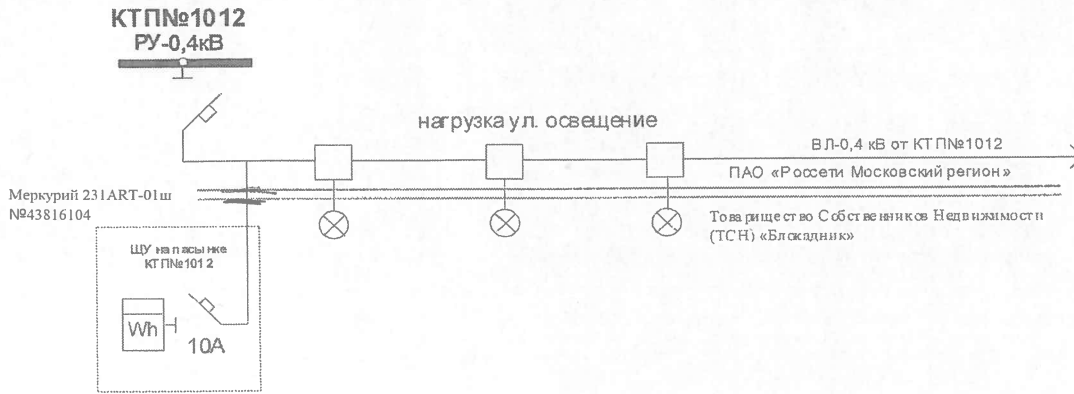 КТП№1012
РУ-0,4кВ
нагрузка ул. освещение
ВЛ-0,4 кВ от КТП№1012
ПАО «Россети Московский регион»
Меркурий 231ART-01ш
№43816104
Товарищество Собственников Недвижимости
(ТСН) «Блокадник»
ЩУ на пасынке
КТП№1012
Wh
10А